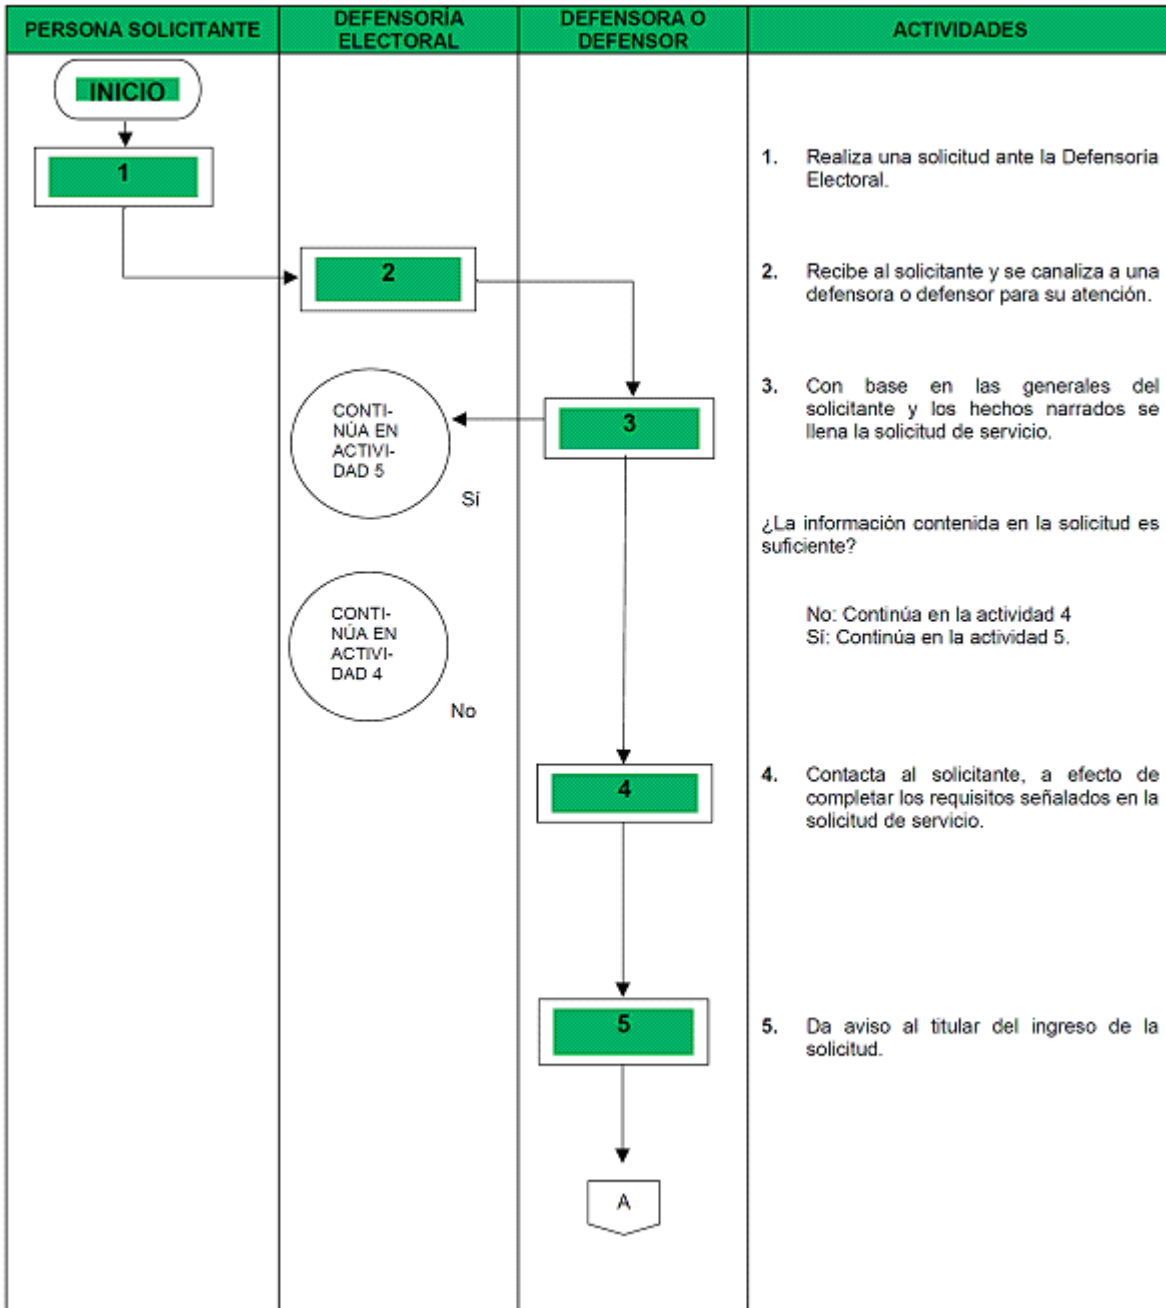 PERSONA SOLICITANTE
DEFENSORÍA
ELECTORAL
DEFENSORA O
DEFENSOR
ACTIVIDADES
INICIO
1
1. Realiza una solicitud ante la Defensoría
Electoral.
2
2. Recibe al solicitante y se canaliza a una
defensora o defensor para su atención.
CONTI-
NÚA EN
ACTIVI-
DAD 5
Sí
3
3. Con base en las generales del
solicitante y los hechos narrados se
llena la solicitud de servicio.
¿La información contenida en la solicitud es
suficiente?
CONTI-
NÚA EN
ACTIVI-
DAD 4
No
No: Continúa en la actividad 4
Sí: Continúa en la actividad 5.
4
4. Contacta al solicitante, a efecto de
completar los requisitos señalados en la
solicitud de servicio.
5
5. Da aviso al titular del ingreso de la
solicitud.
A